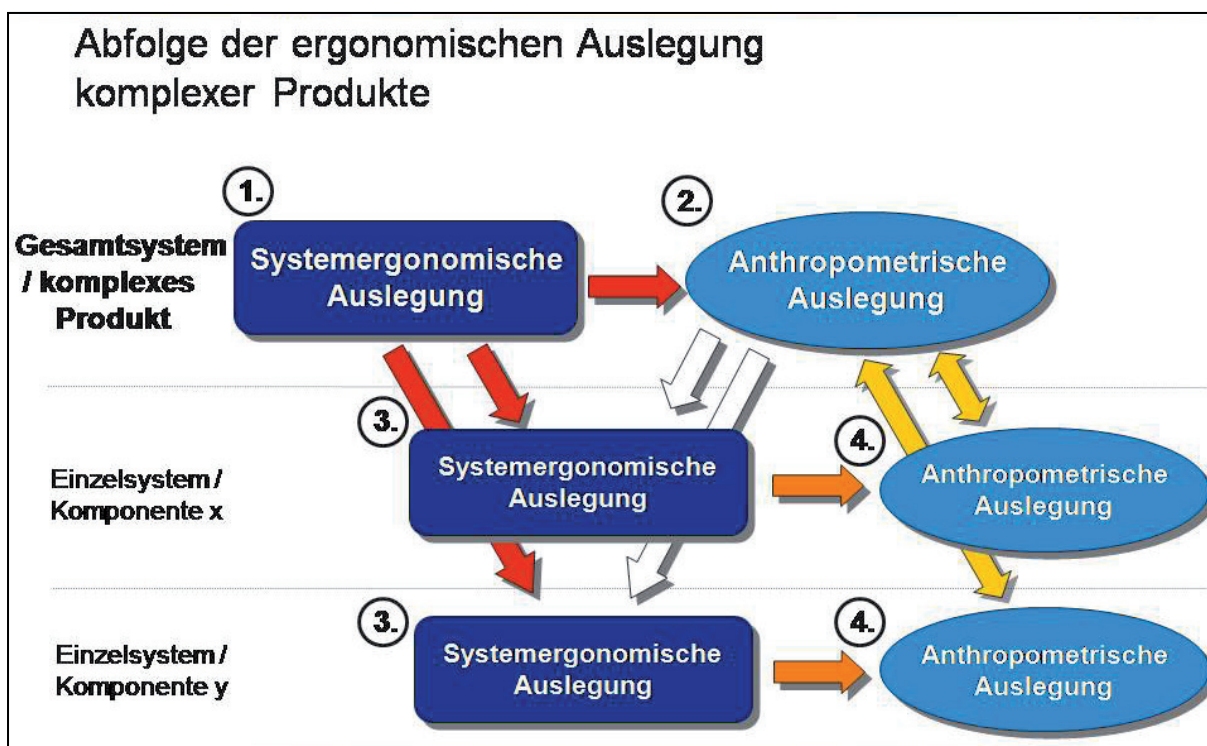 Abfolge der ergonomischen Auslegung
komplexer Produkte
1.
2.
Gesamtsystem
/ komplexes
Produkt
Systemergonomische
Auslegung
Anthropometrische
Auslegung
3.
4.
Einzelsystem /
Komponente x
Systemergonomische
Auslegung
Anthropometrische
Auslegung
3.
4.
Einzelsystem /
Komponente y
Systemergonomische
Auslegung
Anthropometrische
Auslegung